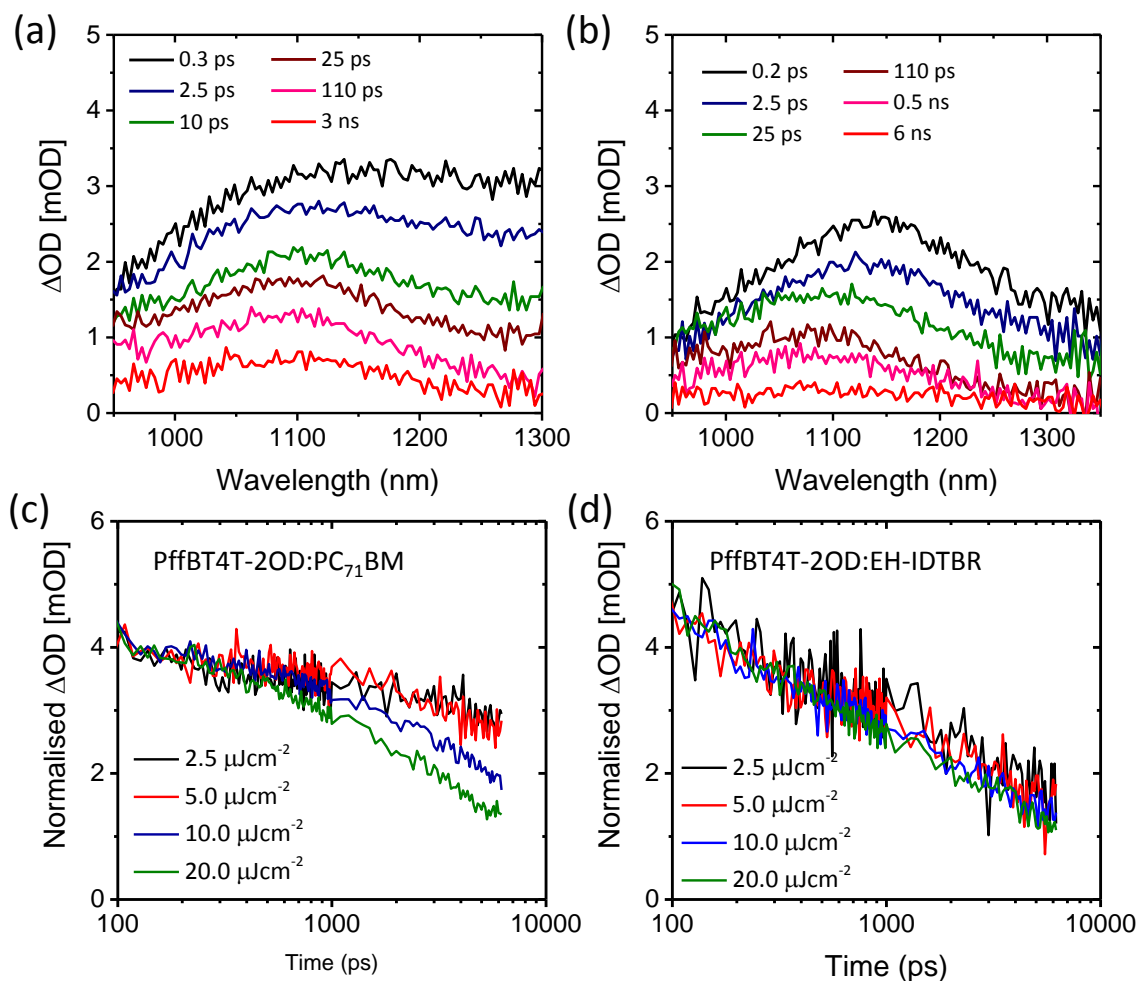 (a)
5
4
3
2
1
0
ΔOD [mOD]
0.3 ps
2.5 ps
10 ps
25 ps
110 ps
3 ns
1000 1100 1200 1300
Wavelength (nm)
(b)
5
4
3
2
1
0
ΔOD [mOD]
0.2 ps
2.5 ps
25 ps
110 ps
0.5 ns
6 ns
1000 1100 1200 1300
Wavelength (nm)
(c)
6
4
2
0
Normalised ΔOD [mOD]
PffBT4T-2OD:PC₇₁BM
2.5 μJcm⁻²
5.0 μJcm⁻²
10.0 μJcm⁻²
20.0 μJcm⁻²
100 1000 10000
Time (ps)
(d)
6
4
2
0
Normalised ΔOD [mOD]
PffBT4T-2OD:EH-IDTBR
2.5 μJcm⁻²
5.0 μJcm⁻²
10.0 μJcm⁻²
20.0 μJcm⁻²
100 1000 10000
Time (ps)